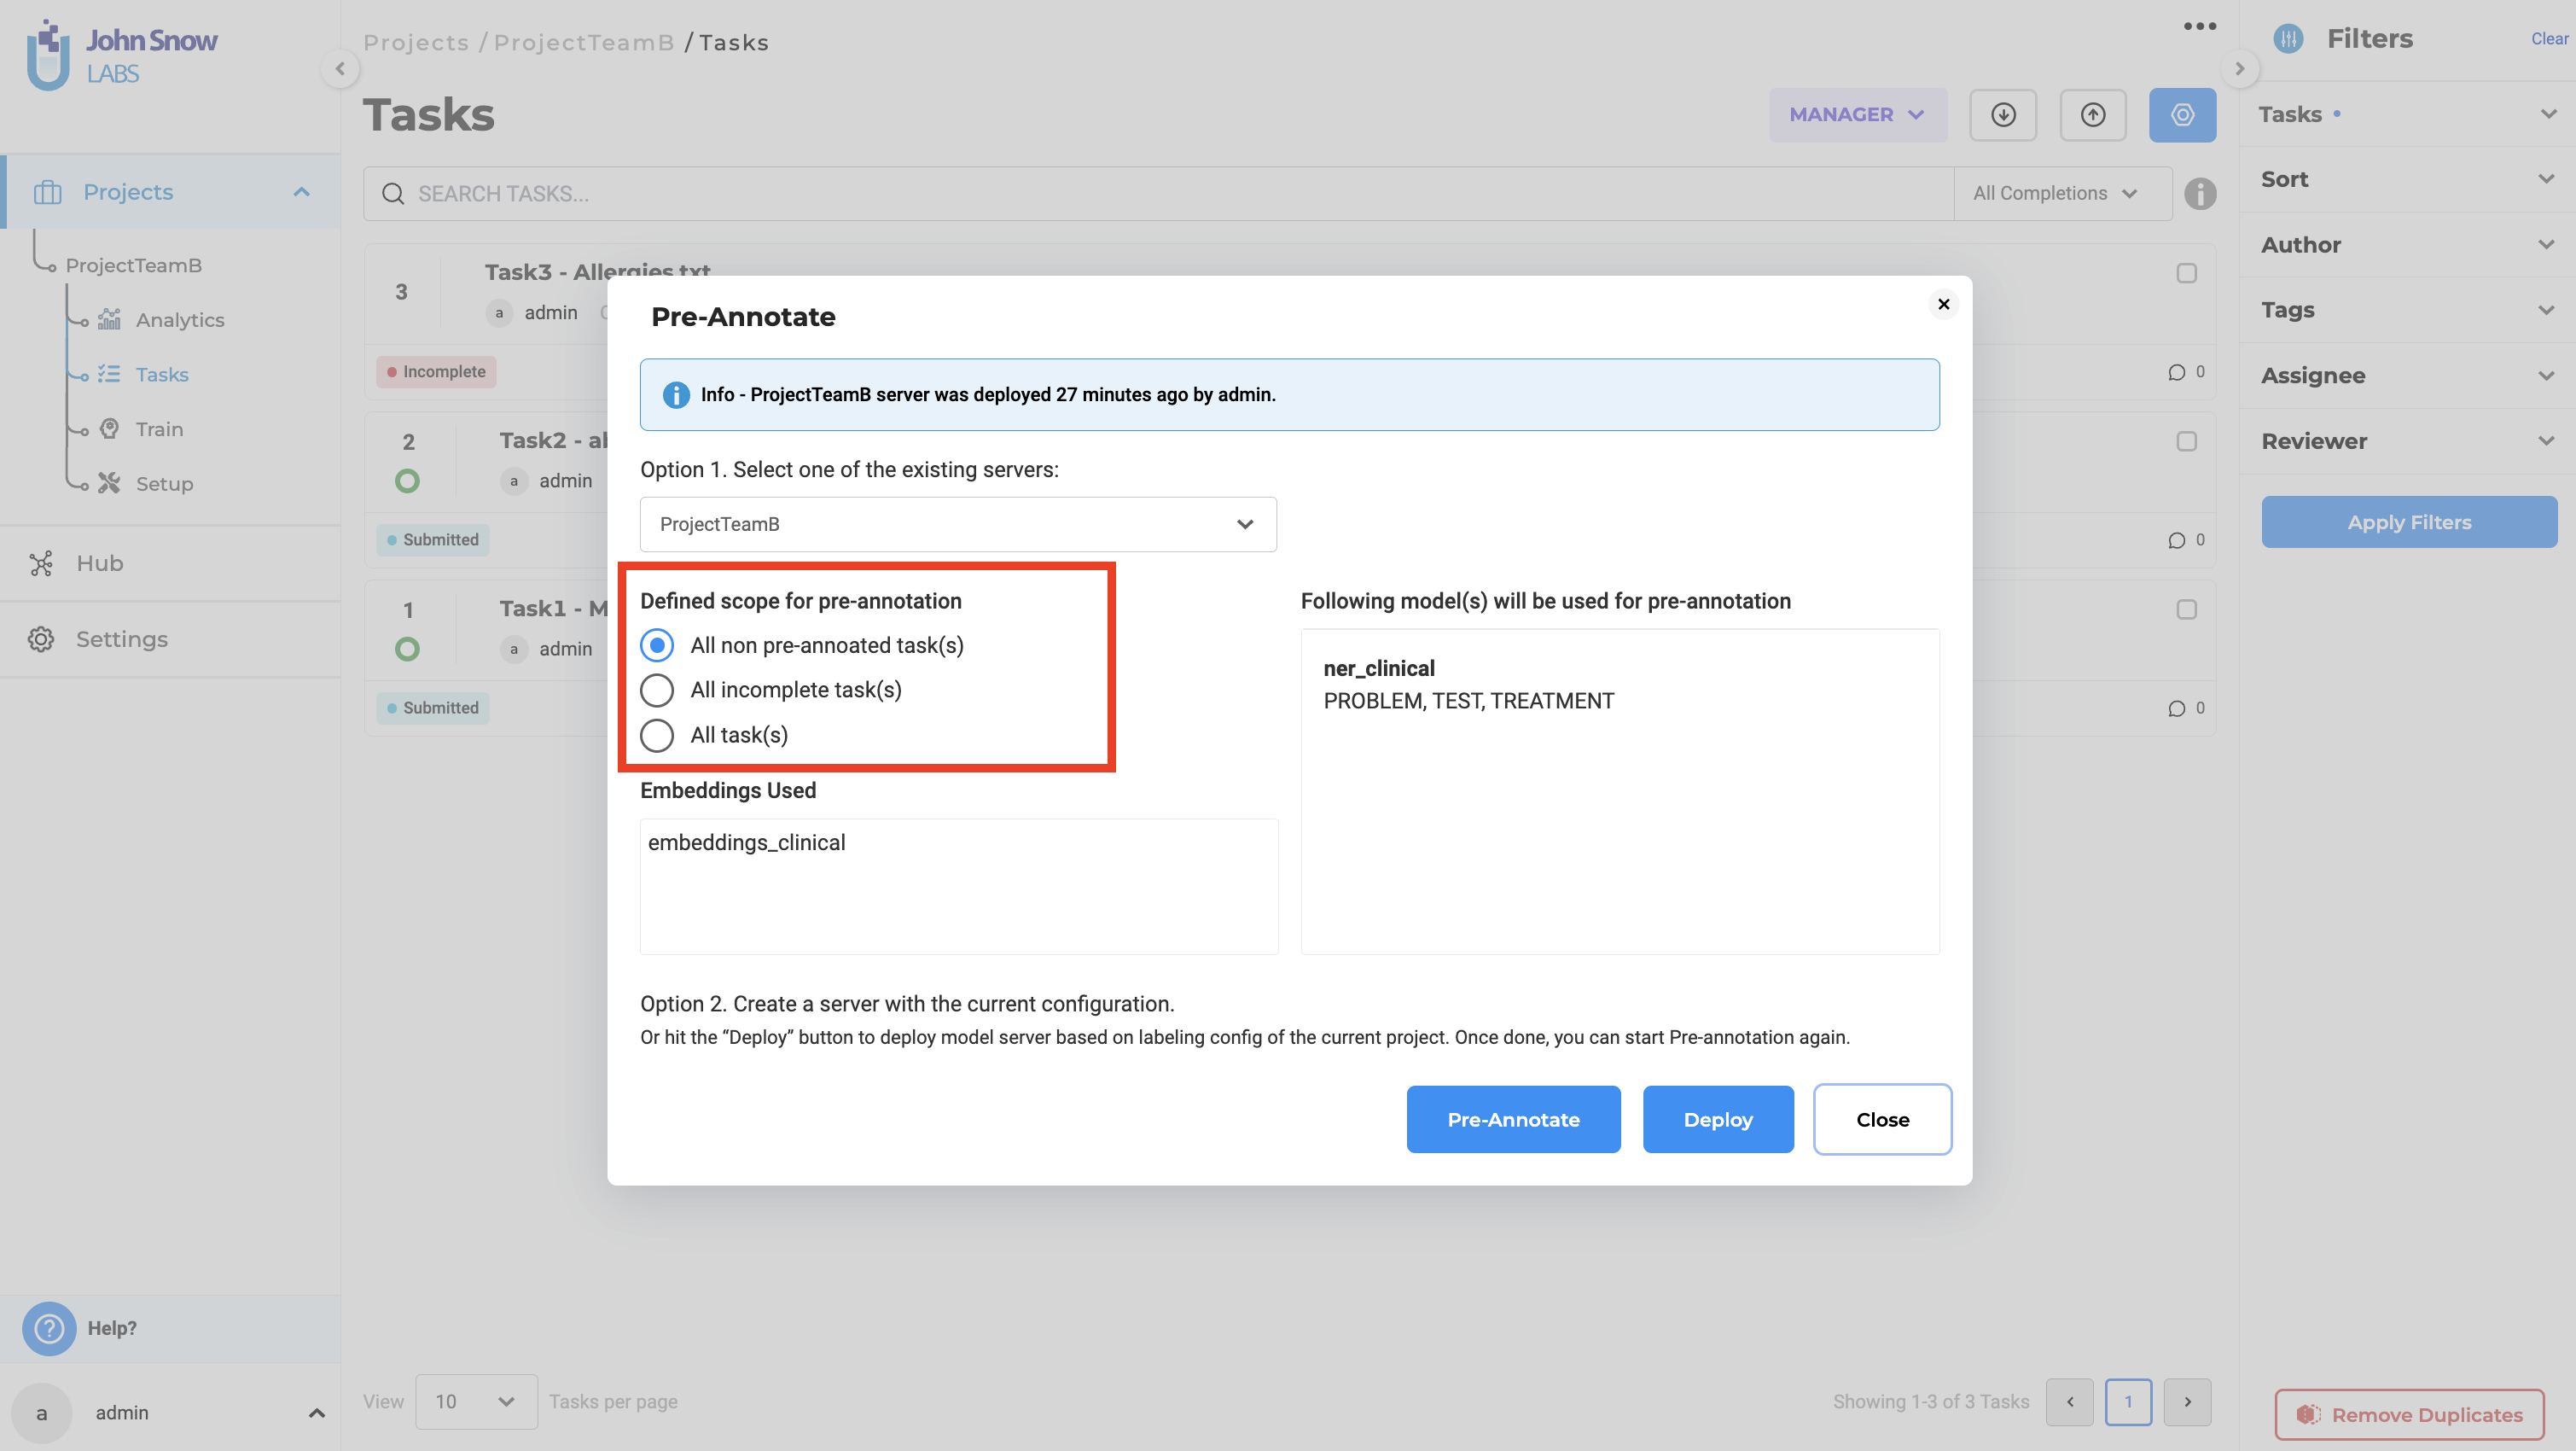 John Snow
LABS
Projects
ProjectTeamB
Analytics
Tasks
Train
Setup
Hub
Settings
Help?
a
admin
Projects / ProjectTeamB / Tasks
Tasks
MANAGER
SEARCH TASKS...
All Completions
3
Task3 - Allergies.txt
a
admin
Incomplete
0
2
Task2 -
a
admin
Submitted
0
1
Task1 -
a
admin
Submitted
0
Pre-Annotate
Info - ProjectTeamB server was deployed 27 minutes ago by admin.
Option 1. Select one of the existing servers:
ProjectTeamB
Defined scope for pre-annotation
All non pre-annoated task(s)
All incomplete task(s)
All task(s)
Embeddings Used
embeddings_clinical
Following model(s) will be used for pre-annotation
ner_clinical
PROBLEM, TEST, TREATMENT
Option 2. Create a server with the current configuration.
Or hit the “Deploy” button to deploy model server based on labeling config of the current project. Once done, you can start Pre-annotation again.
Pre-Annotate
Deploy
Close
View
10
Tasks per page
Showing 1-3 of 3 Tasks
1
Filters
Clear
Tasks
Sort
Author
Tags
Assignee
Reviewer
Apply Filters
Remove Duplicates